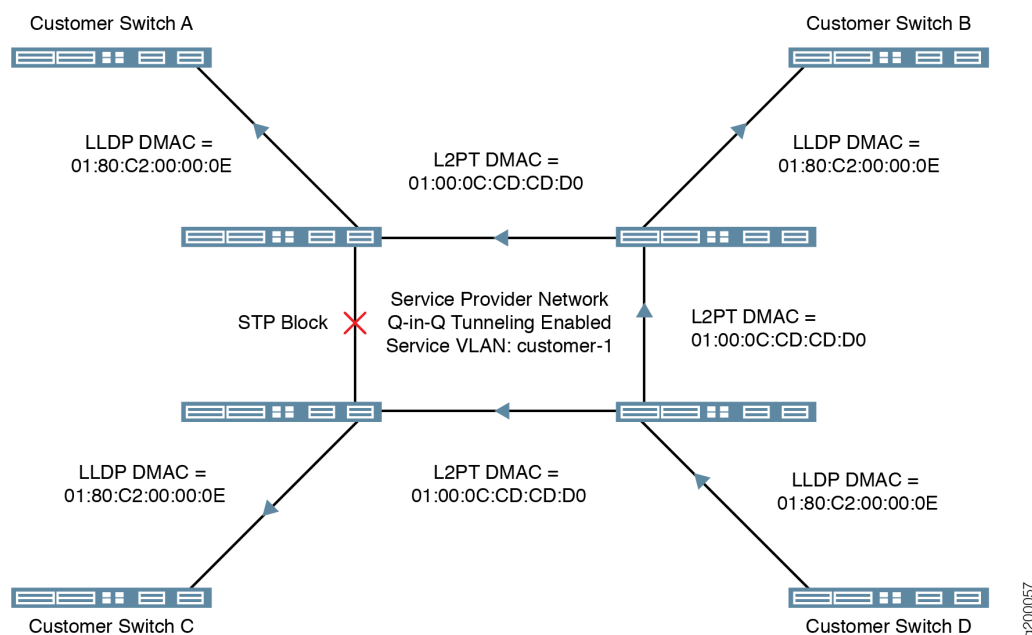 Customer Switch A
Customer Switch B
LLDP DMAC =
01:80:C2:00:00:0E
L2PT DMAC =
01:00:0C:CD:CD:D0
LLDP DMAC =
01:80:C2:00:00:0E
STP Block
Service Provider Network
Q-in-Q Tunneling Enabled
Service VLAN: customer-1
L2PT DMAC =
01:00:0C:CD:CD:D0
LLDP DMAC =
01:80:C2:00:00:0E
L2PT DMAC =
01:00:0C:CD:CD:D0
LLDP DMAC =
01:80:C2:00:00:0E
Customer Switch C
Customer Switch D
g200057